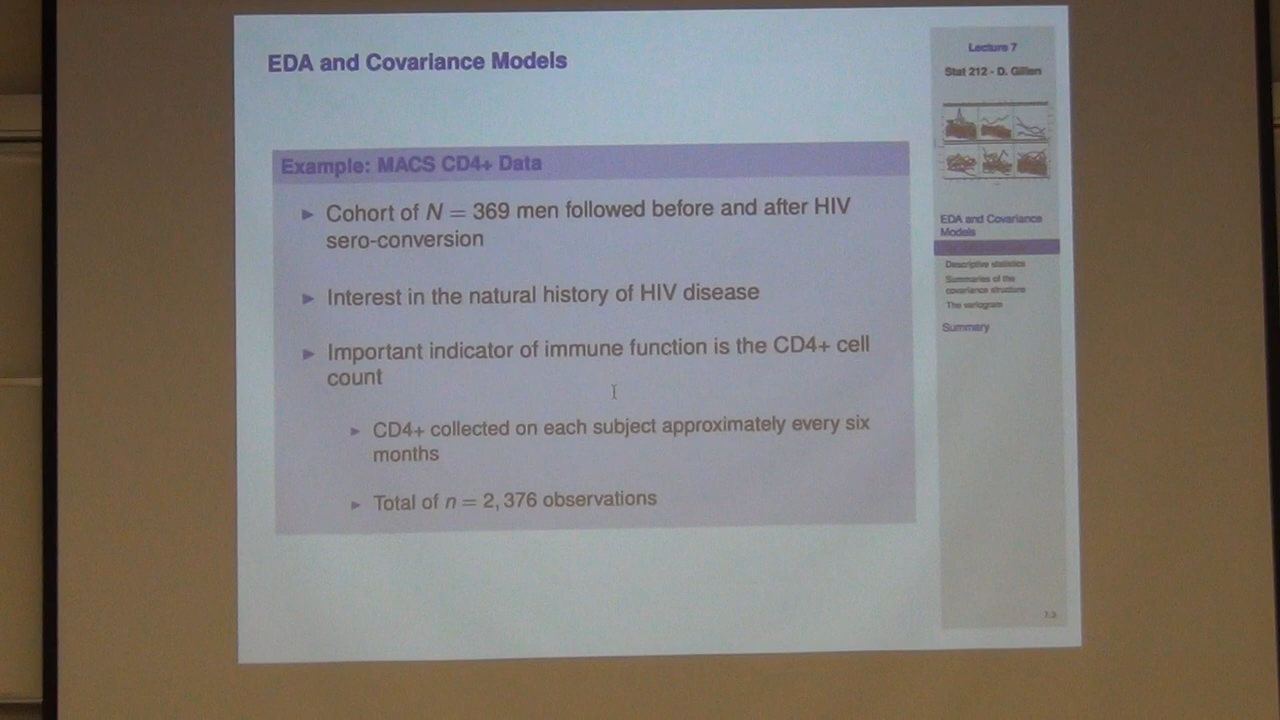 EDA and Covariance Models
Example: MACS CD4+ Data
Cohort of N = 369 men followed before and after HIV
sero-conversion
Interest in the natural history of HIV disease
Important indicator of immune function is the CD4+ cell
count
CD4+ collected on each subject approximately every six
months
Total of n = 2, 376 observations
Lecture 7
Stat 212 - D. Gillen
EDA and Covariance
Models
Descriptive statistics
Summaries of the
covariance structure
The variogram
Summary